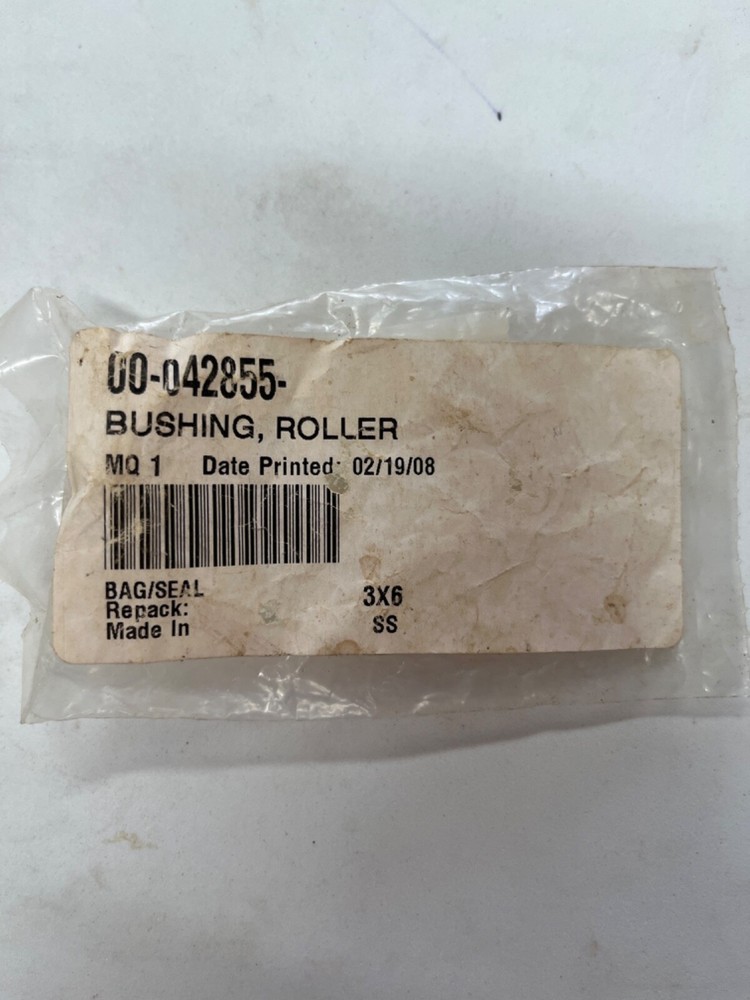 00-042855-
BUSHING, ROLLER
MQ 1 Date Printed: 02/19/08
BAG/SEAL 3X6
Repack: SS
Made In